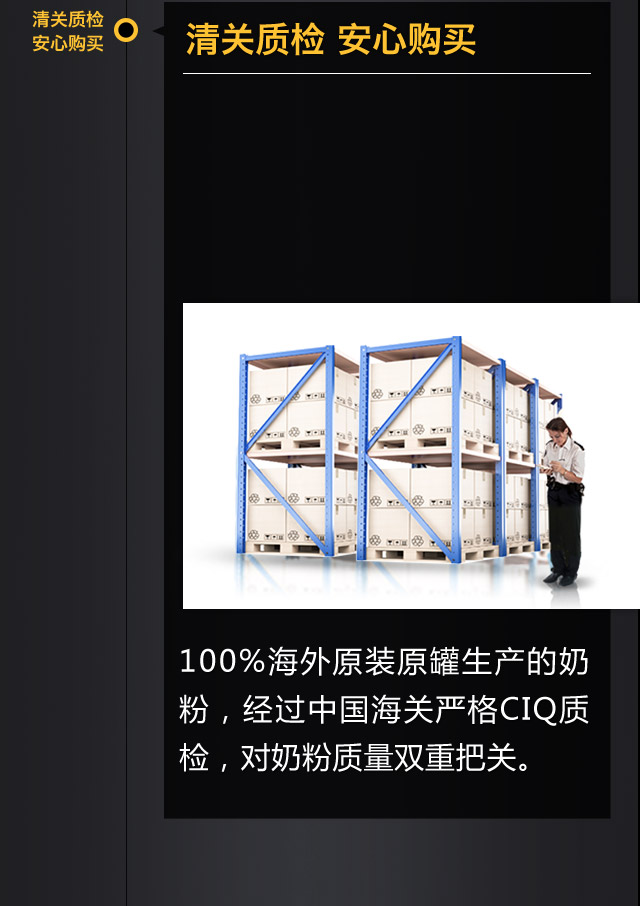 清关质检
安心购买
清关质检 安心购买
100%海外原装原罐生产的奶
粉，经过中国海关严格CIQ质
检，对奶粉质量双重把关。